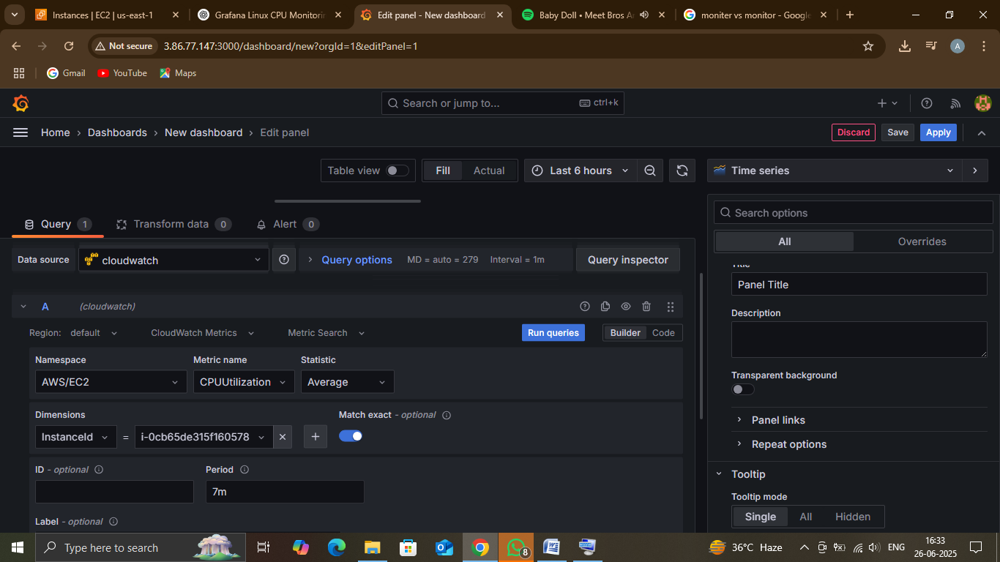 Instances | EC2 | us-east-1
Grafana Linux CPU Monitorin
Edit panel - New dashboard
Baby Doll • Meet Bros A
moniter vs monitor - Google
Not secure
3.86.77.147:3000/dashboard/new?orgId=1&editPanel=1
A
Gmail
YouTube
Maps
Search or jump to...
ctrl+k
Home › Dashboards › New dashboard › Edit panel
Discard
Save
Apply
Table view
Fill
Actual
Last 6 hours
Time series
Search options
Query 1
Transform data 0
Alert 0
All
Overrides
Data source
cloudwatch
Query options
MD = auto = 279
Interval = 1m
Query inspector
Title
Panel Title
A
(cloudwatch)
Description
Region: default
CloudWatch Metrics
Metric Search
Run queries
Builder
Code
Namespace
Metric name
Statistic
AWS/EC2
CPUUtilization
Average
Transparent background
Dimensions
Match exact - optional
InstanceId
=
i-0cb65de315f160578
Panel links
Repeat options
ID - optional
Period
7m
Tooltip
Tooltip mode
Single
All
Hidden
Label - optional
Type here to search
8
36°C Haze
ENG
16:33
26-06-2025